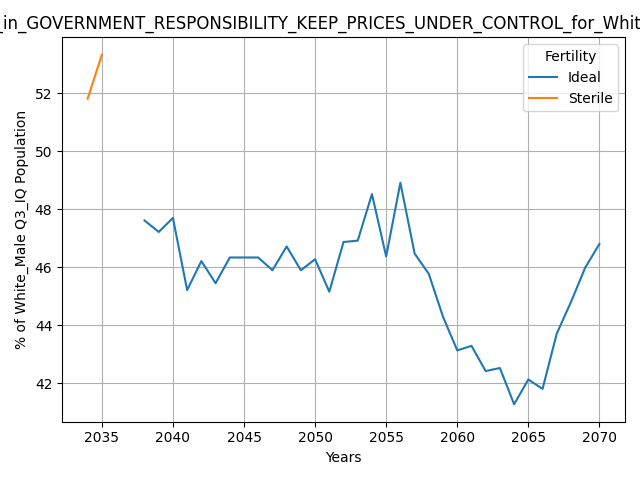 _in_GOVERNMENT_RESPONSIBILITY_KEEP_PRICES_UNDER_CONTROL_for_Whit
Fertility
Ideal
Sterile
% of White_Male Q3_IQ Population
52
50
48
46
44
42
2035 2040 2045 2050 2055 2060 2065 2070
Years